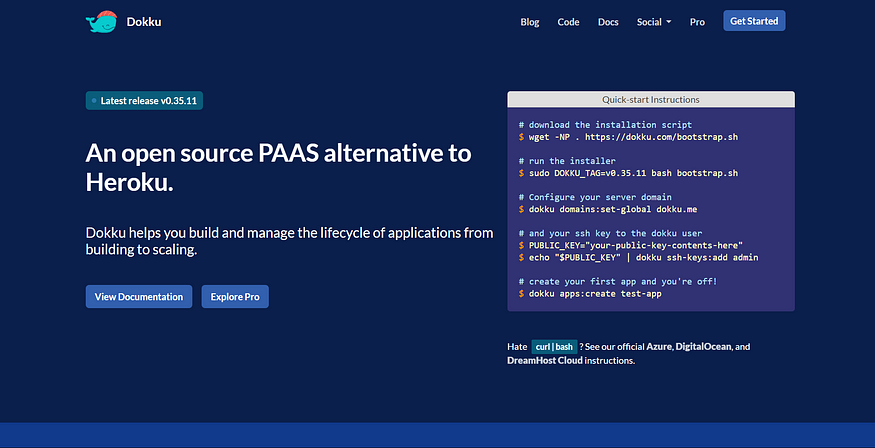 Dokku
Blog
Code
Docs
Social
Pro
Get Started
Latest release v0.35.11
An open source PAAS alternative to
Heroku.
Dokku helps you build and manage the lifecycle of applications from
building to scaling.
View Documentation
Explore Pro
Quick-start Instructions
# download the installation script
$ wget -NP . https://dokku.com/bootstrap.sh
# run the installer
$ sudo DOKKU_TAG=v0.35.11 bash bootstrap.sh
# Configure your server domain
$ dokku domains:set-global dokku.me
# and your ssh key to the dokku user
$ PUBLIC_KEY="your-public-key-contents-here"
$ echo "$PUBLIC_KEY" | dokku ssh-keys:add admin
# create your first app and you're off!
$ dokku apps:create test-app
Hate curl | bash ? See our official Azure, DigitalOcean, and
DreamHost Cloud instructions.